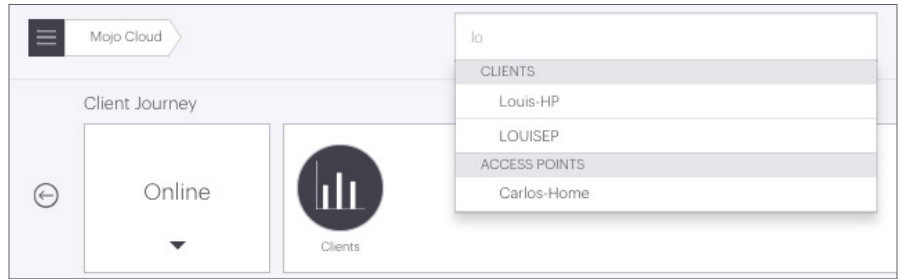 Mojo Cloud
lo
CLIENTS
Louis-HP
LOUISEP
ACCESS POINTS
Carlos-Home
Client Journey
Online
Clients